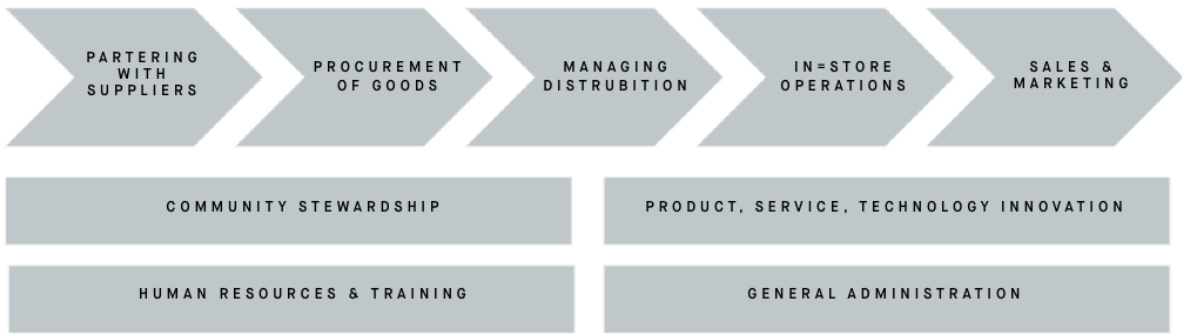 PARTERING
WITH
SUPPLIERS
PROCUREMENT
OF GOODS
MANAGING
DISTRUBITION
IN=STORE
OPERATIONS
SALES &
MARKETING
COMMUNITY STEWARDSHIP
PRODUCT, SERVICE, TECHNOLOGY INNOVATION
HUMAN RESOURCES & TRAINING
GENERAL ADMINISTRATION